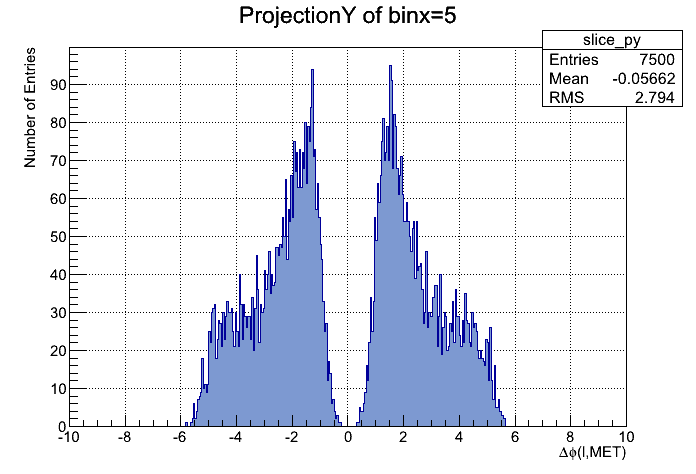 ProjectionY of binx=5
slice_py
Entries 7500
Mean -0.05662
RMS 2.794
Number of Entries
90
80
70
60
50
40
30
20
10
0
-10 -8 -6 -4 -2 0 2 4 6 8 10
Δϕ(l,MET)